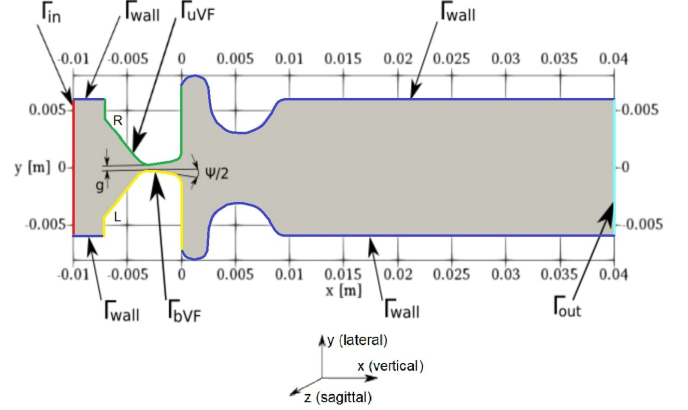 Γin Γwall ΓuVF Γwall
-0.01 -0.005 0 0.005 0.01 0.015 0.02 0.025 0.03 0.035 0.04
0.005 R 0.005
y [m] 0 g Ψ/2 0
-0.005 L -0.005
-0.01 -0.005 0 0.005 0.01 0.015 0.02 0.025 0.03 0.035 0.04
x [m]
Γwall ΓbVF Γwall Γout
y (lateral)
x (vertical)
z (sagittal)